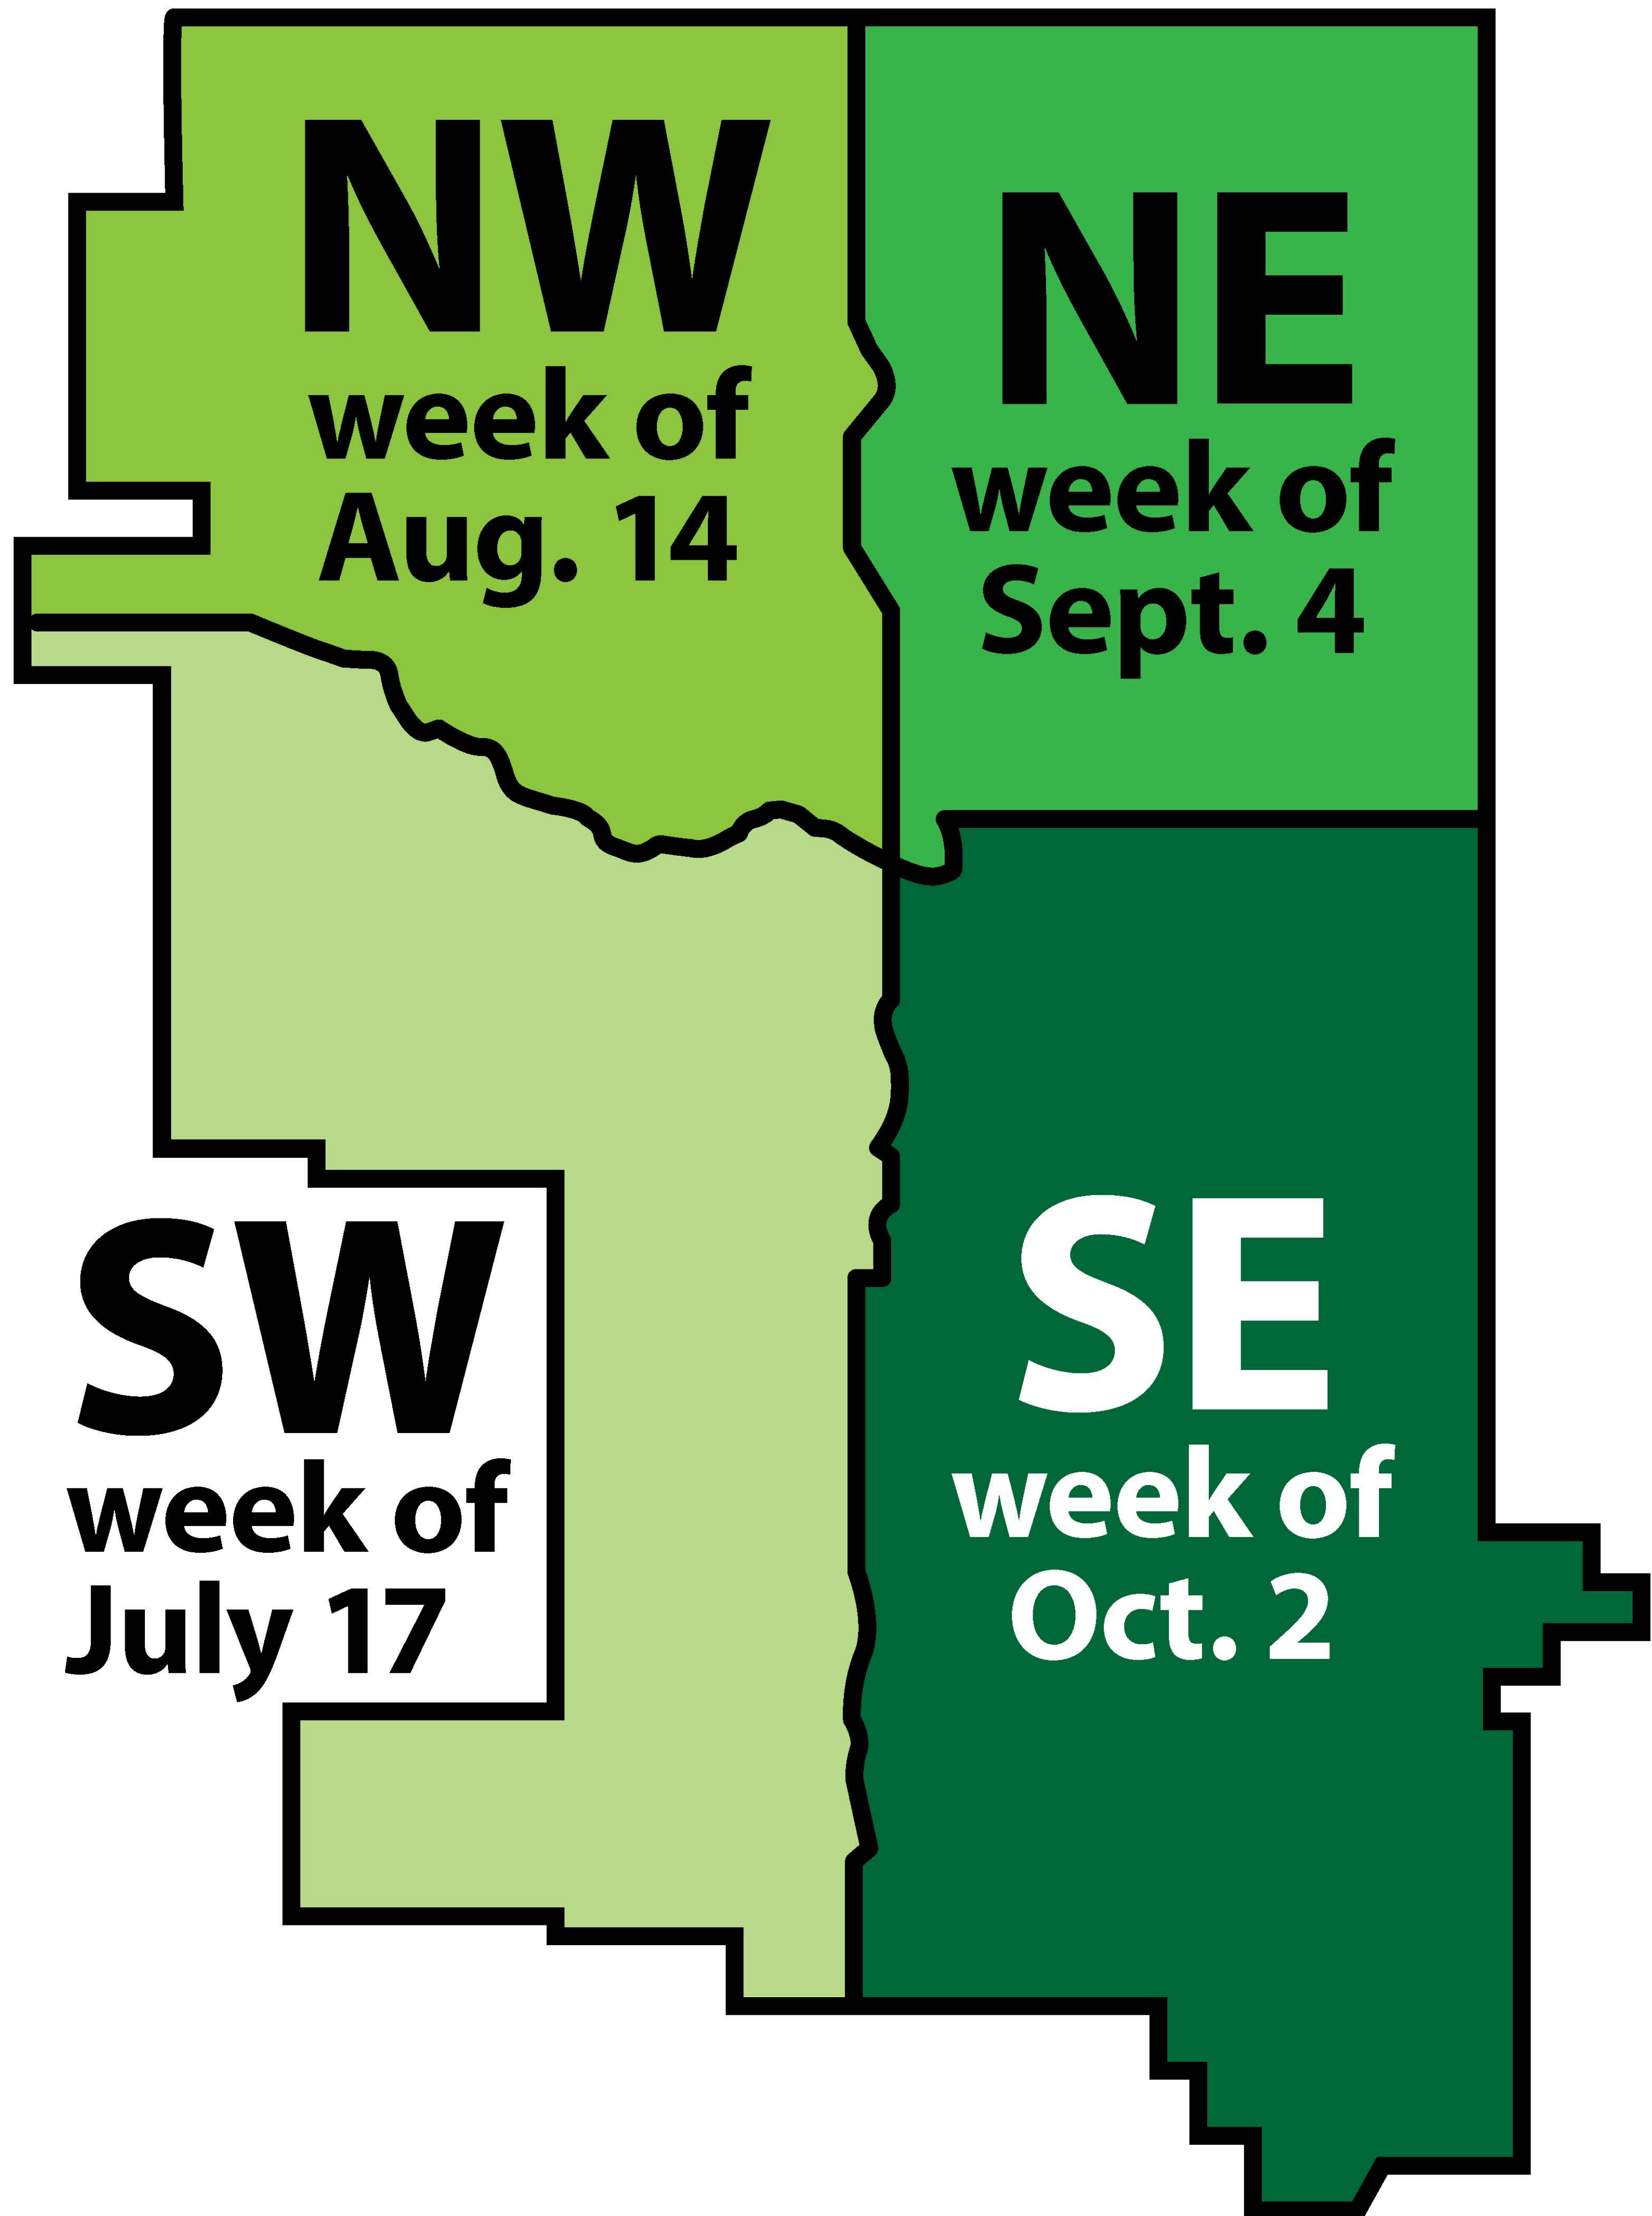 NW
week of
Aug. 14
NE
week of
Sept. 4
SW
week of
July 17
SE
week of
Oct. 2